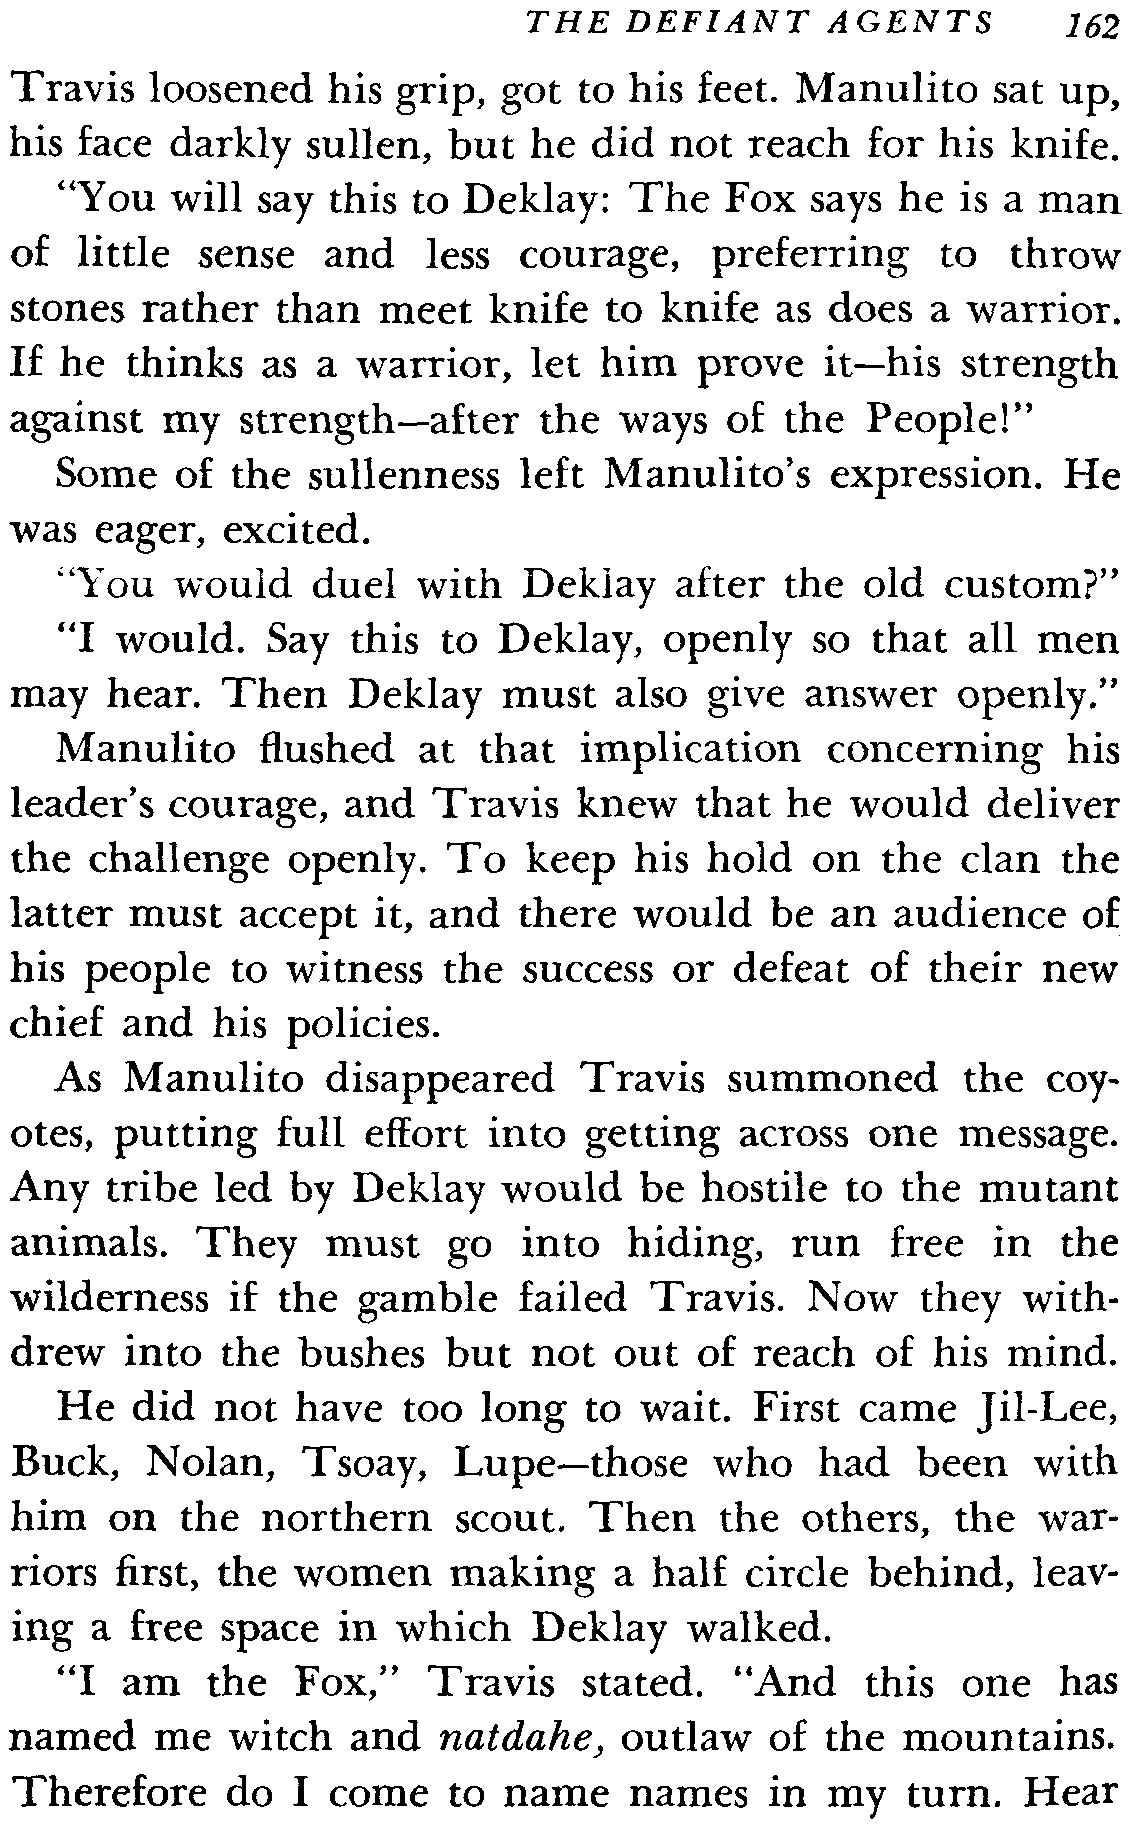 THE DEFIANT AGENTS 162
Travis loosened his grip, got to his feet. Manulito sat up,
his face darkly sullen, but he did not reach for his knife.
"You will say this to Deklay: The Fox says he is a man
of little sense and less courage, preferring to throw
stones rather than meet knife to knife as does a warrior.
If he thinks as a warrior, let him prove it—his strength
against my strength—after the ways of the People!"
Some of the sullenness left Manulito's expression. He
was eager, excited.
"You would duel with Deklay after the old custom?"
"I would. Say this to Deklay, openly so that all men
may hear. Then Deklay must also give answer openly."
Manulito flushed at that implication concerning his
leader's courage, and Travis knew that he would deliver
the challenge openly. To keep his hold on the clan the
latter must accept it, and there would be an audience of
his people to witness the success or defeat of their new
chief and his policies.
As Manulito disappeared Travis summoned the coy-
otes, putting full effort into getting across one message.
Any tribe led by Deklay would be hostile to the mutant
animals. They must go into hiding, run free in the
wilderness if the gamble failed Travis. Now they with-
drew into the bushes but not out of reach of his mind.
He did not have too long to wait. First came Jil-Lee,
Buck, Nolan, Tsoay, Lupe—those who had been with
him on the northern scout. Then the others, the war-
riors first, the women making a half circle behind, leav-
ing a free space in which Deklay walked.
"I am the Fox," Travis stated. "And this one has
named me witch and natdahe, outlaw of the mountains.
Therefore do I come to name names in my turn. Hear